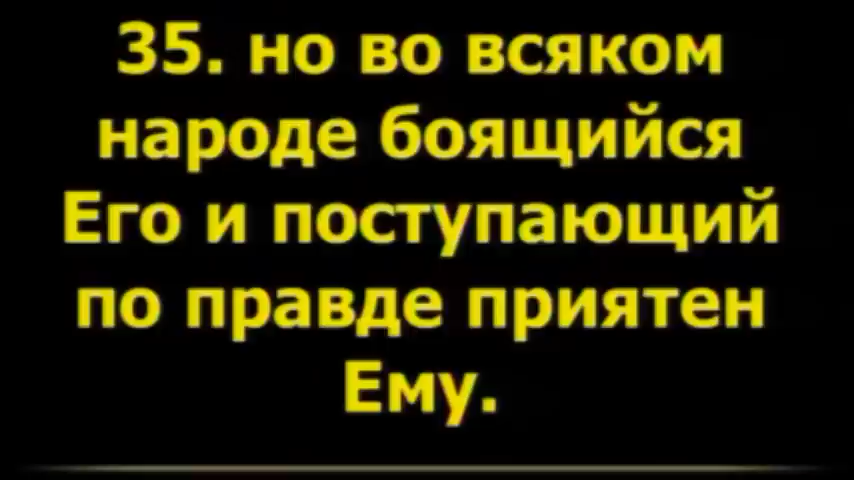 35. но во всяком
народе боящийся
Его и поступающий
по правде приятен
Ему.